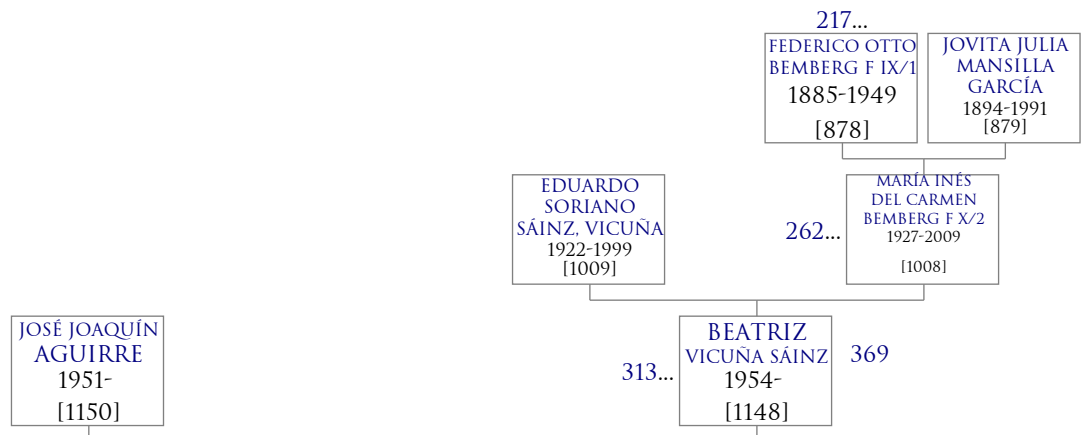 217...
FEDERICO OTTO
BEMBERG F IX/1
1885-1949
[878]
JOVITA JULIA
MANSILLA
GARCÍA
1894-1991
[879]
EDUARDO
SORIANO
SÁINZ, VICUÑA
1922-1999
[1009]
262...
MARÍA INÉS
DEL CARMEN
BEMBERG F X/2
1927-2009
[1008]
JOSÉ JOAQUÍN
AGUIRRE
1951-
[1150]
313...
BEATRIZ
VICUÑA SÁINZ
1954-
[1148]
369